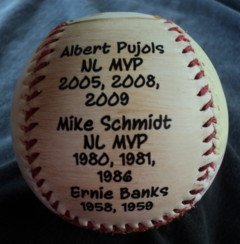 Albert Pujols
NL MVP
2005, 2008,
2009
Mike Schmidt
NL MVP
1980, 1981,
1986
Ernie Banks
1958, 1959